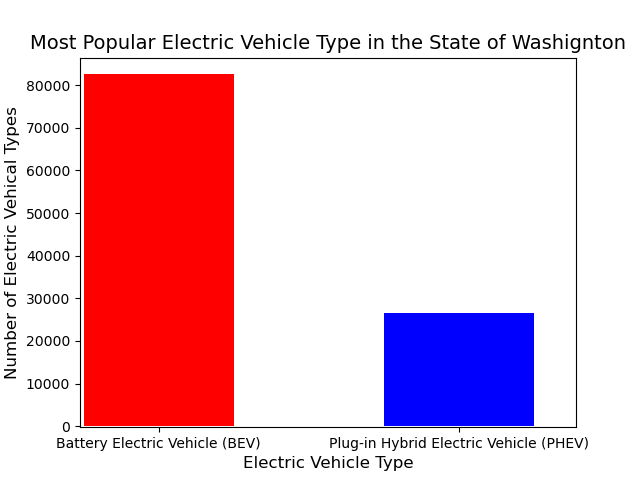 Most Popular Electric Vehicle Type in the State of Washignton
Number of Electric Vehical Types
80000
70000
60000
50000
40000
30000
20000
10000
0
Battery Electric Vehicle (BEV)
Plug-in Hybrid Electric Vehicle (PHEV)
Electric Vehicle Type